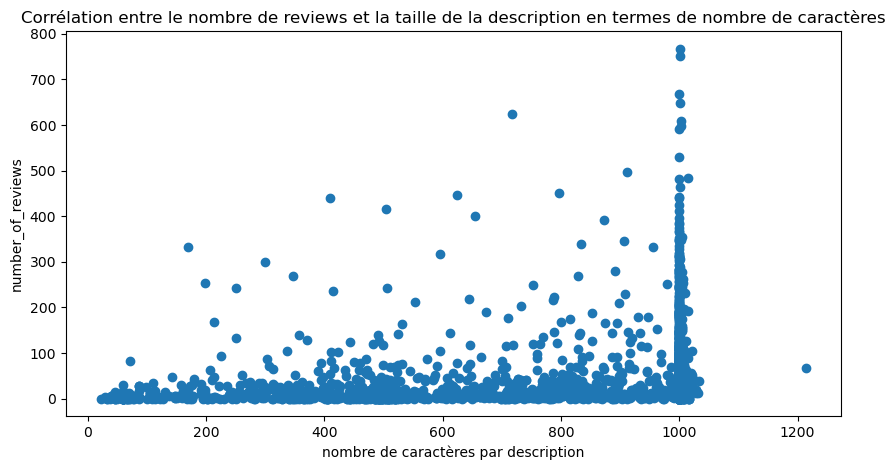 Corrélation entre le nombre de reviews et la taille de la description en termes de nombre de caractères
800
700
600
500
400
300
200
100
0
number_of_reviews
0 200 400 600 800 1000 1200
nombre de caractères par description